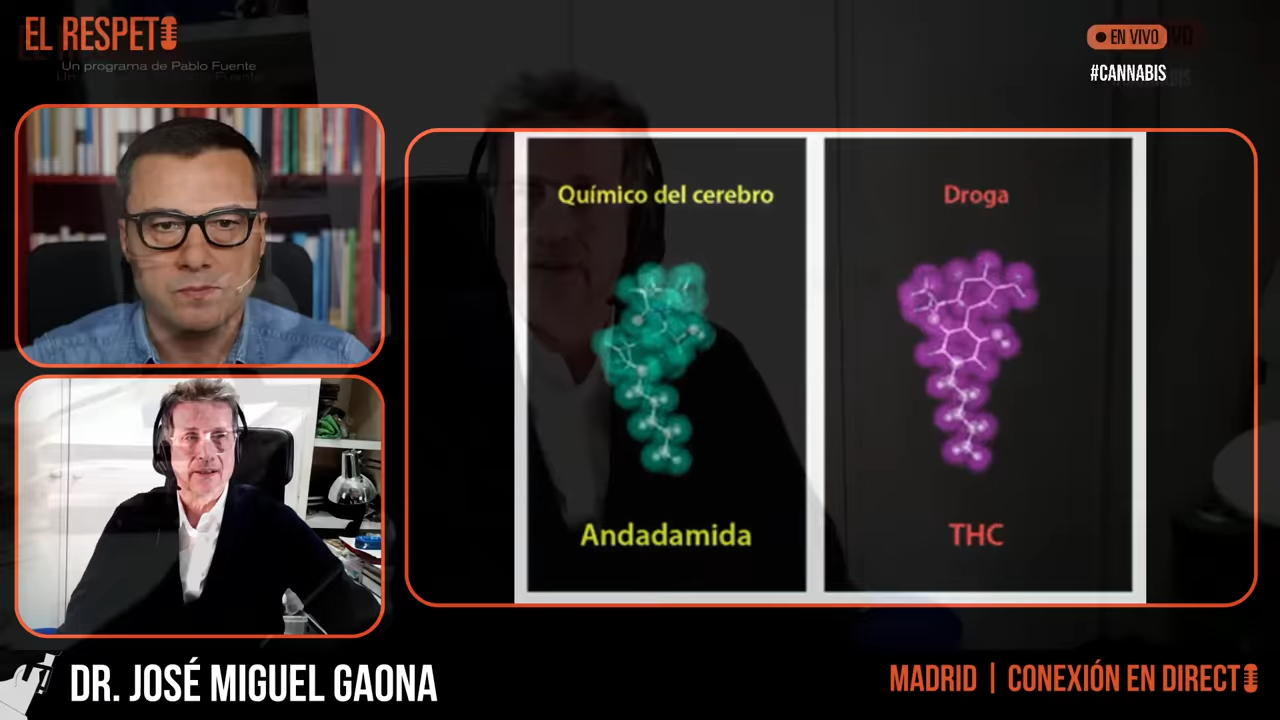 EL RESPETO
Un programa de Pablo Fuente
EN VIVO
#CANNABIS
Químico del cerebro
Droga
Andadamida
THC
DR. JOSÉ MIGUEL GAONA
MADRID | CONEXIÓN EN DIRECTO